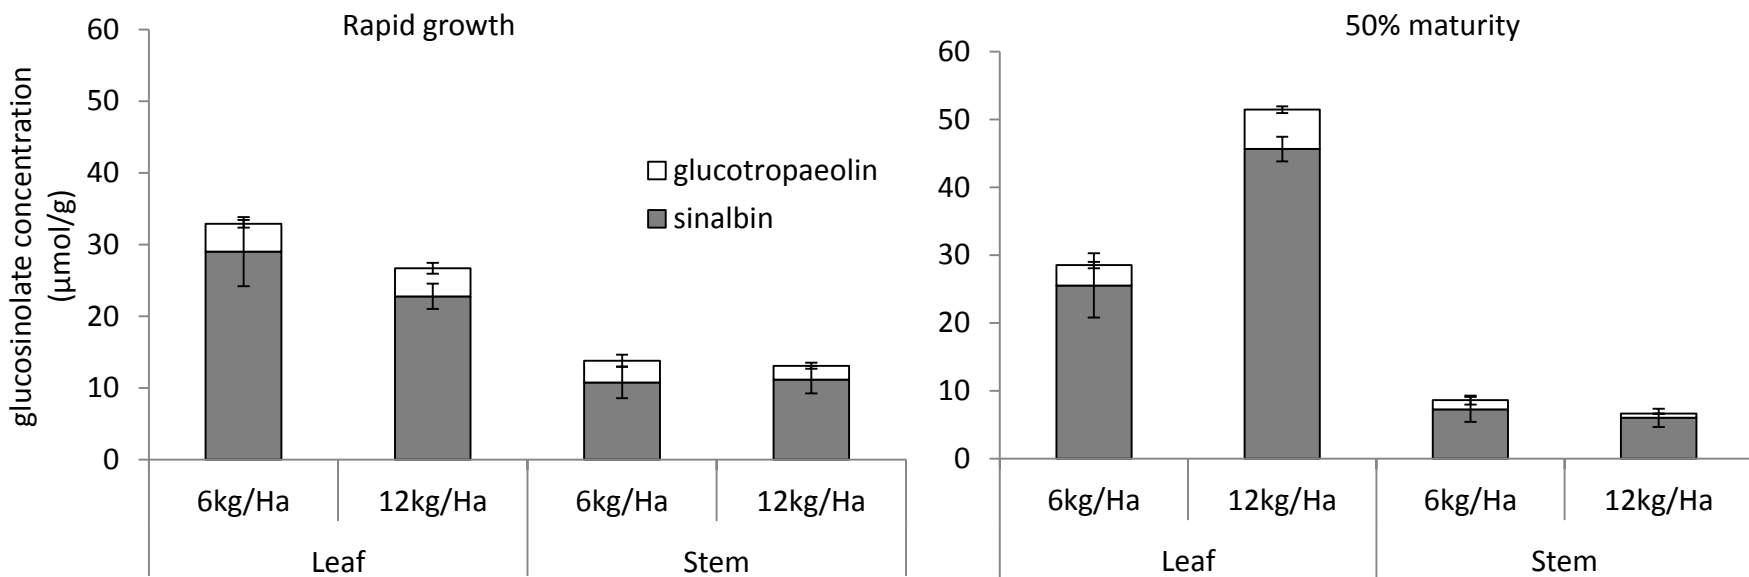 Rapid growth
glucosinolate concentration
(µmol/g)
60
50
40
30
20
10
0
glucotropaeolin
sinalbin
6kg/Ha 12kg/Ha 6kg/Ha 12kg/Ha
Leaf Stem
50% maturity
60
50
40
30
20
10
0
6kg/Ha 12kg/Ha 6kg/Ha 12kg/Ha
Leaf Stem